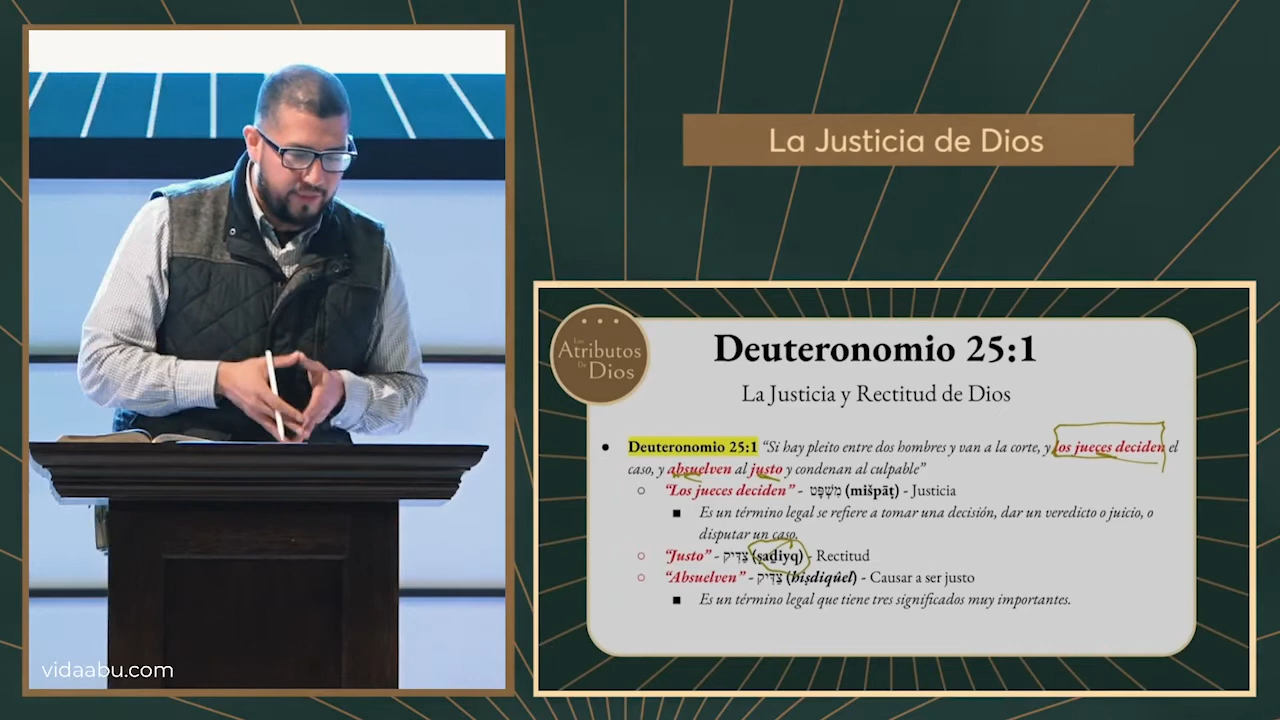 La Justicia de Dios
Los
Atributos
De
Dios
Deuteronomio 25:1
La Justicia y Rectitud de Dios
● Deuteronomio 25:1 “Si hay pleito entre dos hombres y van a la corte, y los jueces deciden el
caso, y absuelven al justo y condenan al culpable”
○ “Los jueces deciden” - מִשְׁפָּט (mišpāṭ) - Justicia
■ Es un término legal se refiere a tomar una decisión, dar un veredicto o juicio, o
disputar un caso.
○ “Justo” - צַדִּיק (ṣadiyq) - Rectitud
○ “Absuelven” - צַדִּיק (hiṣdiqûel) - Causar a ser justo
■ Es un término legal que tiene tres significados muy importantes.
vidaabu.com